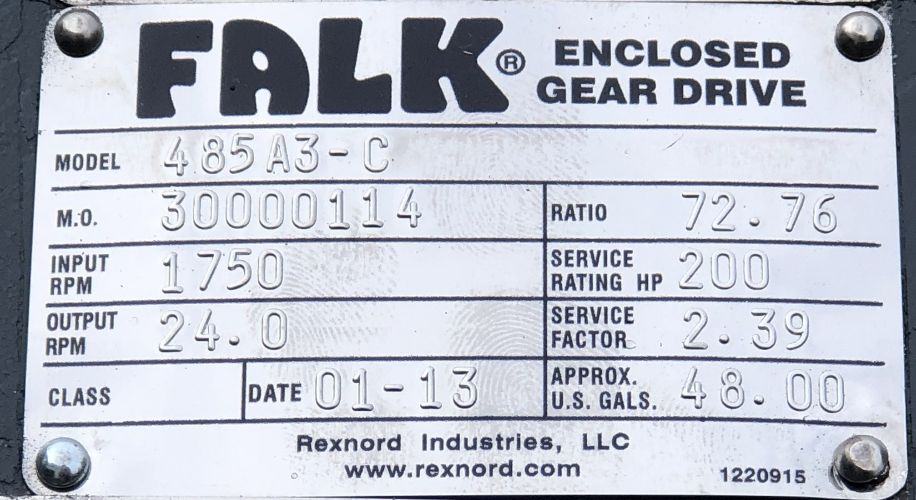 FALK® ENCLOSED
GEAR DRIVE
MODEL 485A3-C
M.O. 30000114 RATIO 72.76
INPUT RPM 1750 SERVICE RATING HP 200
OUTPUT RPM 24.0 SERVICE FACTOR 2.39
CLASS DATE 01-13 APPROX. U.S. GALS. 48.00
Rexnord Industries, LLC
www.rexnord.com 1220915